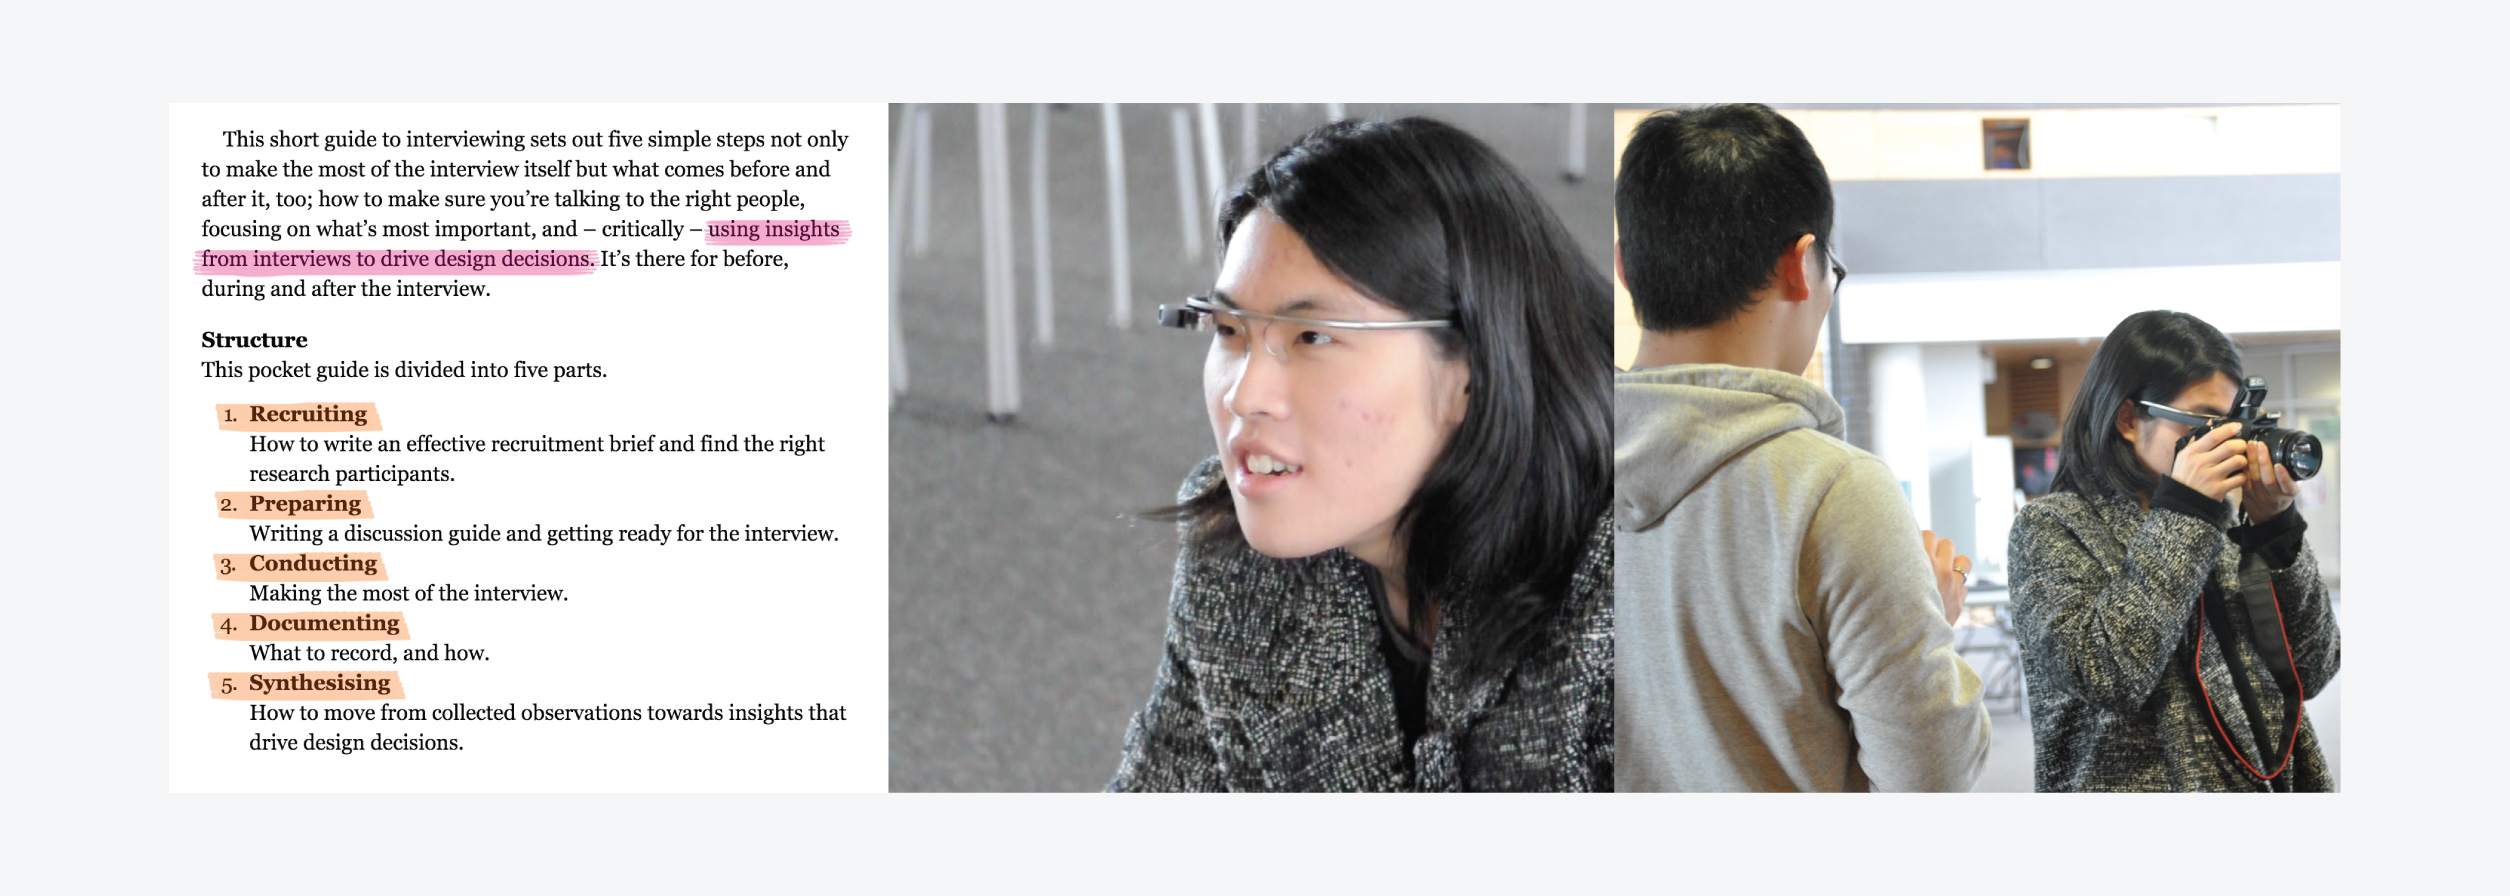 This short guide to interviewing sets out five simple steps not only
to make the most of the interview itself but what comes before and
after it, too; how to make sure you’re talking to the right people,
focusing on what’s most important, and – critically – using insights
from interviews to drive design decisions. It’s there for before,
during and after the interview.
Structure
This pocket guide is divided into five parts.
1. Recruiting
How to write an effective recruitment brief and find the right
research participants.
2. Preparing
Writing a discussion guide and getting ready for the interview.
3. Conducting
Making the most of the interview.
4. Documenting
What to record, and how.
5. Synthesising
How to move from collected observations towards insights that
drive design decisions.